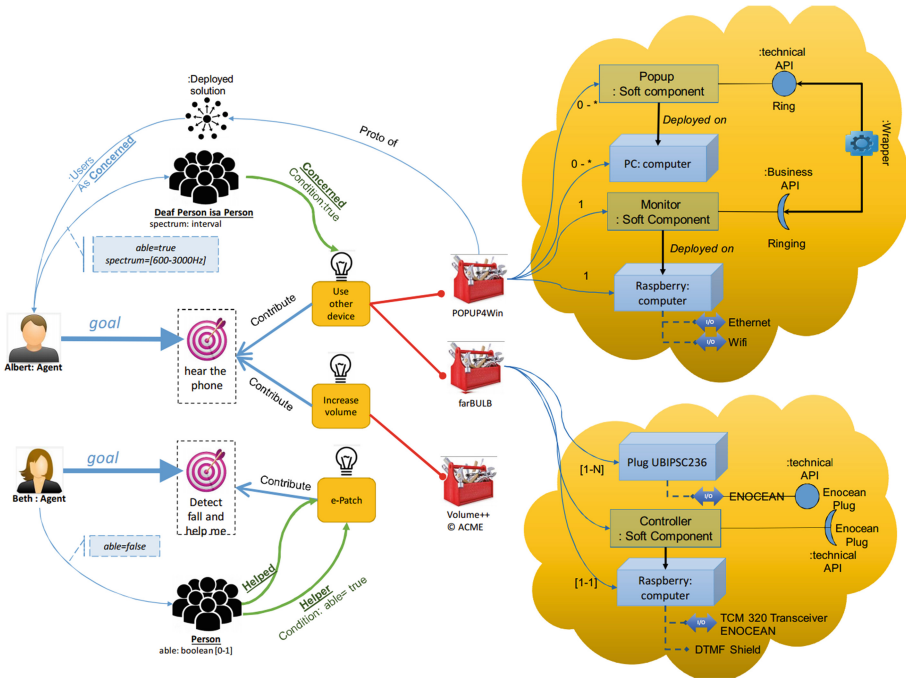 :Deployed
solution
:Users
As Concerned
Deaf Person isa Person
spectrum: interval
able=true
spectrum=[600-3000Hz]
Concerned
Condition:true
Proto of
Albert: Agent
goal
hear the
phone
Contribute
Contribute
Use
other
device
Increase
volume
POPUP4Win
farBULB
Volume++
© ACME
Beth : Agent
goal
Detect
fall and
help me
Contribute
e-Patch
able=false
Helped
Helper
Condition: able= true
Person
able: boolean [0-1]
Popup
: Soft component
:technical
API
Ring
0 - *
Deployed on
0 - *
PC: computer
:Wrapper
:Business
API
1
Monitor
: Soft Component
Ringing
Deployed on
1
Raspberry:
computer
I/O
Ethernet
I/O
Wifi
[1-N]
Plug UBIPSC236
:technical
API
I/O
ENOCEAN
Enocean
Plug
Controller
: Soft Component
Enocean
Plug
:technical
API
[1-1]
Raspberry:
computer
I/O
TCM 320 Transceiver
ENOCEAN
DTMF Shield